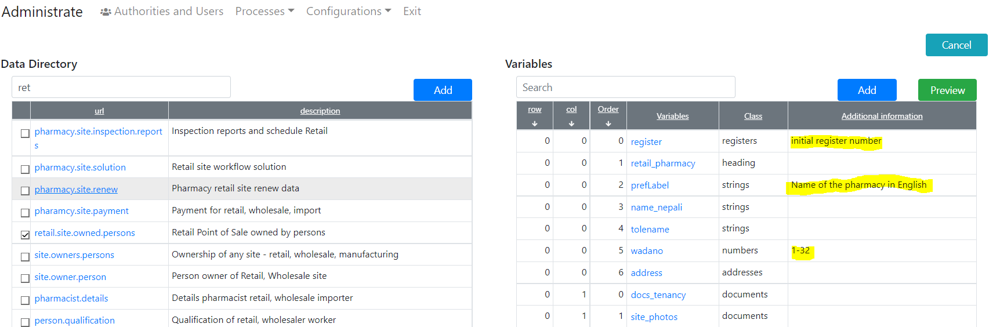 Administrate Authorities and Users Processes Configurations Exit
Cancel
Data Directory
ret
Add
url description
pharmacy.site.inspection.report
s
Inspection reports and schedule Retail
pharmacy.site.solution Retail site workflow solution
pharmacy.site.renew Pharmacy retail site renew data
pharamcy.site.payment Payment for retail, wholesale, import
retail.site.owned.persons Retail Point of Sale owned by persons
site.owners.persons Ownership of any site - retail, wholesale, manufacturing
site.owner.person Person owner of Retail, Wholesale site
pharmacist.details Details pharmacist retail, wholesale importer
person.qualification Qualification of retail, wholesaler worker
Variables
Search
Add Preview
row col Order Variables Class Additional information
0 0 0 register registers initial register number
0 0 1 retail_pharmacy heading
0 0 2 prefLabel strings Name of the pharmacy in English
0 0 3 name_nepali strings
0 0 4 tolename strings
0 0 5 wadano numbers 1-32
0 0 6 address addresses
0 1 0 docs_tenancy documents
0 1 1 site_photos documents